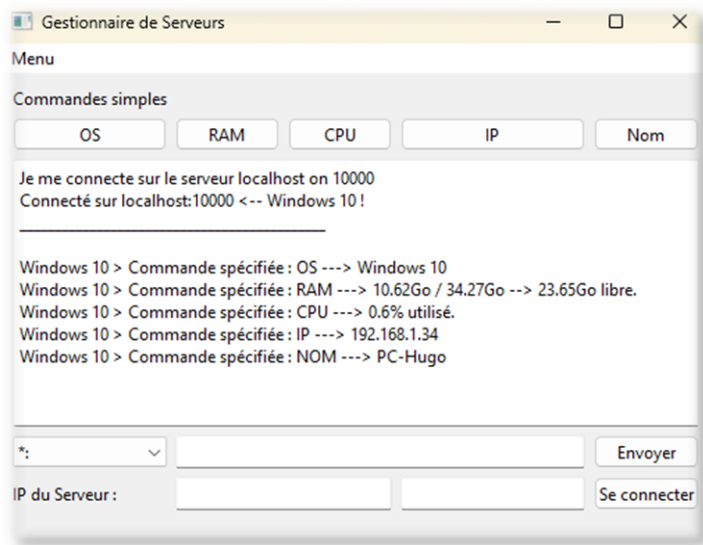 Gestionnaire de Serveurs
Menu
Commandes simples
OS RAM CPU IP Nom
Je me connecte sur le serveur localhost on 10000
Connecté sur localhost:10000 <-- Windows 10 !
Windows 10 > Commande spécifiée : OS ---> Windows 10
Windows 10 > Commande spécifiée : RAM ---> 10.62Go / 34.27Go --> 23.65Go libre.
Windows 10 > Commande spécifiée : CPU ---> 0.6% utilisé.
Windows 10 > Commande spécifiée : IP ---> 192.168.1.34
Windows 10 > Commande spécifiée : NOM ---> PC-Hugo
*: Envoyer
IP du Serveur : Se connecter